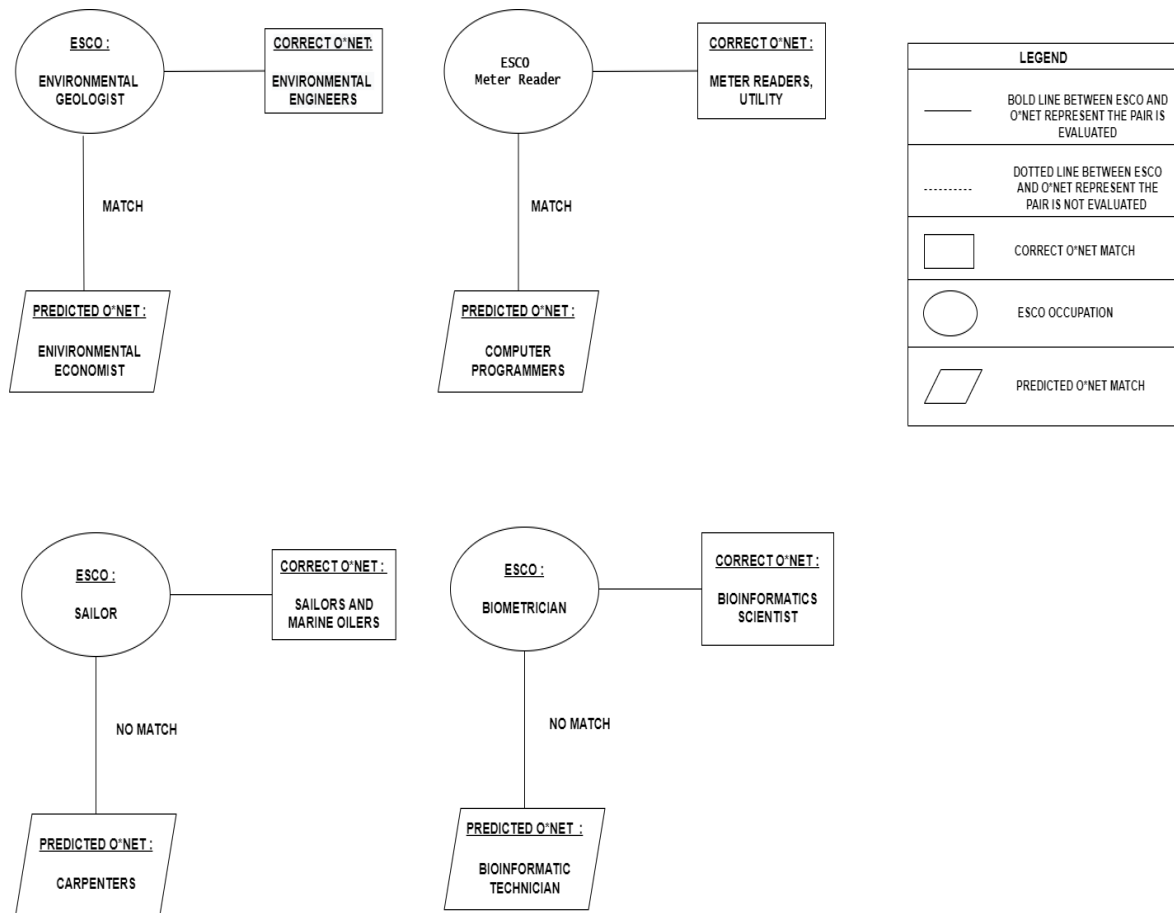 ESCO :
ENVIRONMENTAL
GEOLOGIST
CORRECT O*NET:
ENVIRONMENTAL
ENGINEERS
MATCH
PREDICTED O*NET :
ENIVIRONMENTAL
ECONOMIST
ESCO
Meter Reader
CORRECT O*NET :
METER READERS,
UTILITY
MATCH
PREDICTED O*NET :
COMPUTER
PROGRAMMERS
LEGEND
BOLD LINE BETWEEN ESCO AND
O*NET REPRESENT THE PAIR IS
EVALUATED
DOTTED LINE BETWEEN ESCO
AND O*NET REPRESENT THE
PAIR IS NOT EVALUATED
CORRECT O*NET MATCH
ESCO OCCUPATION
PREDICTED O*NET MATCH
ESCO :
SAILOR
CORRECT O*NET :
SAILORS AND
MARINE OILERS
NO MATCH
PREDICTED O*NET :
CARPENTERS
ESCO :
BIOMETRICIAN
CORRECT O*NET :
BIOINFORMATICS
SCIENTIST
NO MATCH
PREDICTED O*NET :
BIOINFORMATIC
TECHNICIAN